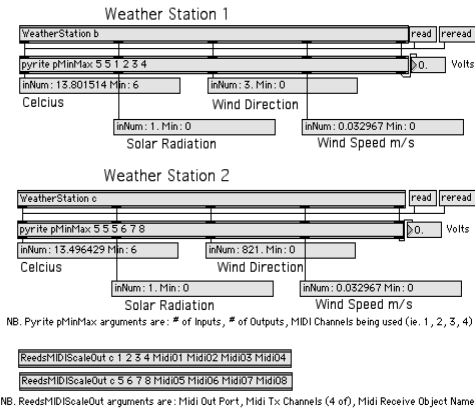 Weather Station 1
WeatherStation b
read
reread
pyrite pMinMax 5 5 1 2 3 4
0.
Volts
inNum: 13.801514 Min: 6
inNum: 3. Min: 0
Celcius
Wind Direction
inNum: 1. Min: 0
inNum: 0.032967 Min: 0
Solar Radiation
Wind Speed m/s
Weather Station 2
WeatherStation c
read
reread
pyrite pMinMax 5 5 5 6 7 8
0.
Volts
inNum: 13.496429 Min: 6
inNum: 821. Min: 0
Celcius
Wind Direction
inNum: 1. Min: 0
inNum: 0.032967 Min: 0
Solar Radiation
Wind Speed m/s
NB. Pyrite pMinMax arguments are: # of Inputs, # of Outputs, MIDI Channels being used (ie. 1, 2, 3, 4)
ReedsMIDIScaleOut c 1 2 3 4 Midi01 Midi02 Midi03 Midi04
ReedsMIDIScaleOut c 5 6 7 8 Midi05 Midi06 Midi07 Midi08
NB. ReedsMIDIScaleOut arguments are: Midi Out Port, Midi Tx Channels (4 of), Midi Receive Object Name